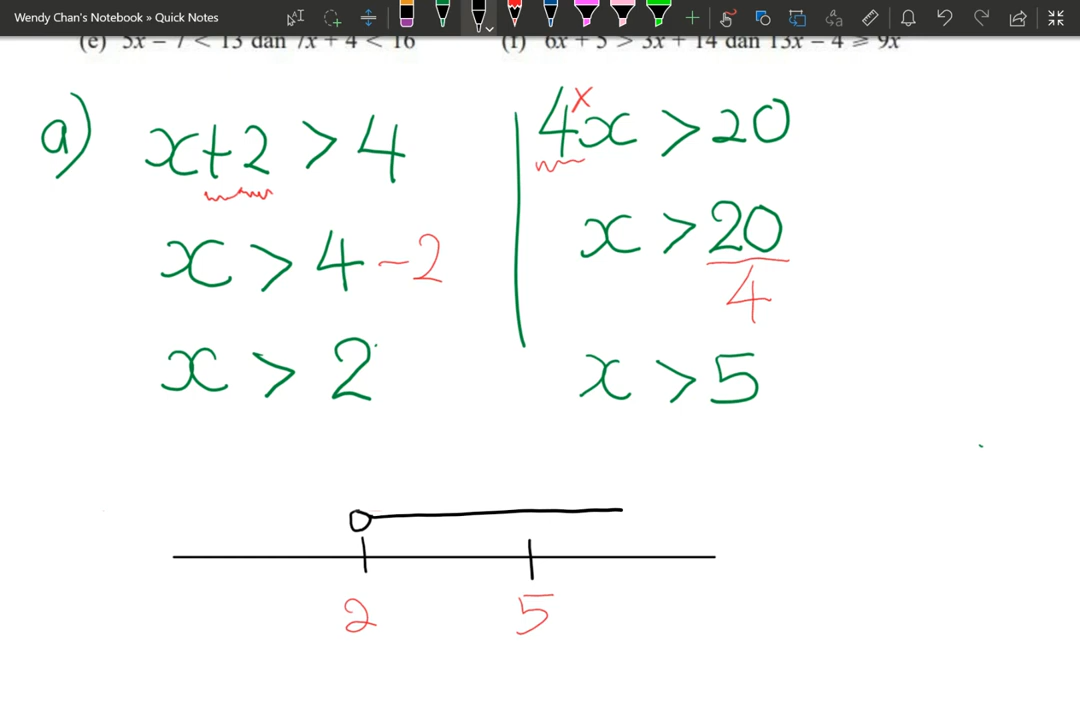 Wendy Chan's Notebook » Quick Notes
(e) 5x − 7 < 13 dan 7x + 4 < 16
(f) 6x + 5 > 3x + 14 dan 13x − 4 ⩾ 9x
a) x+2 > 4
x > 4 -2
x > 2
4 × x > 20
x > 20/4
x > 5
2 5